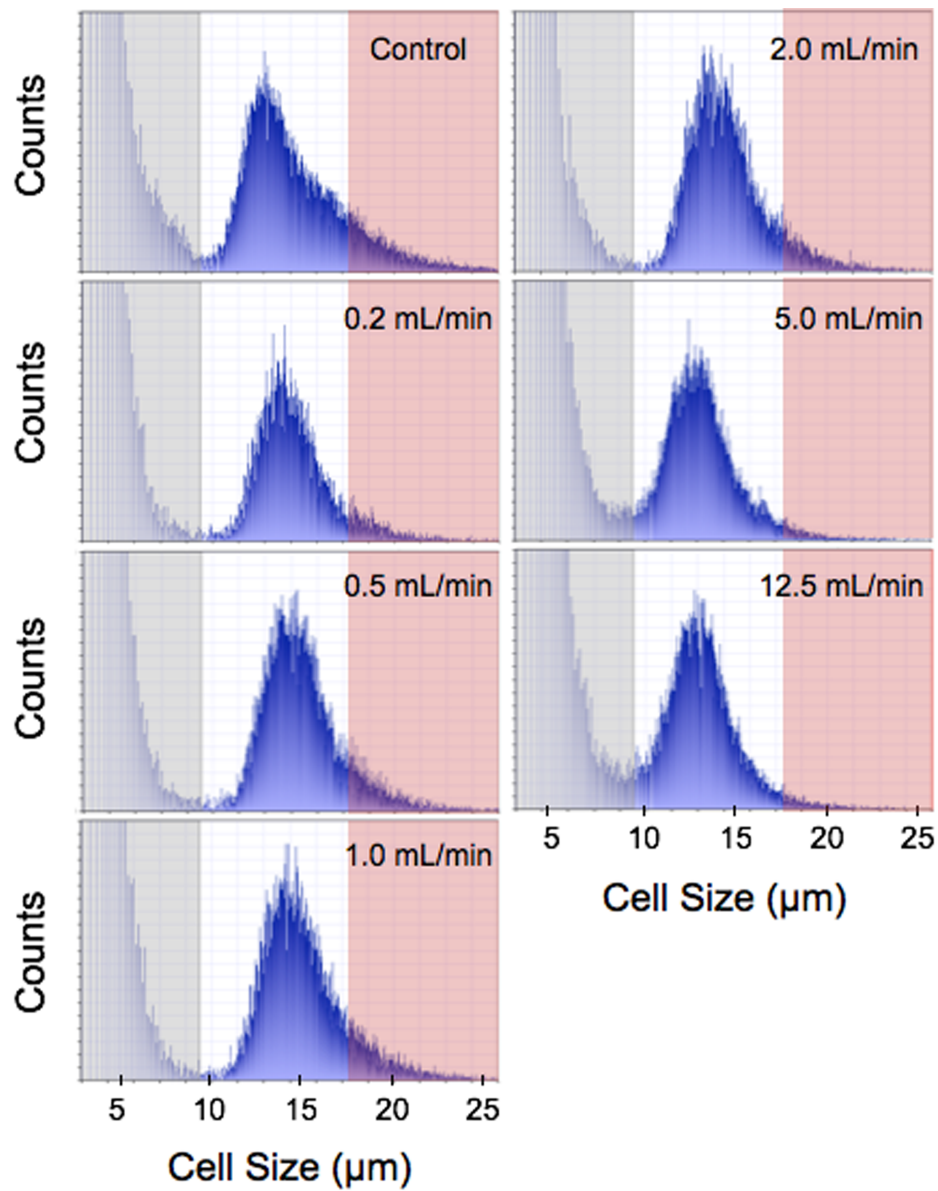 Counts
Control
2.0 mL/min
Counts
0.2 mL/min
5.0 mL/min
Counts
0.5 mL/min
12.5 mL/min
5 10 15 20 25
Cell Size (µm)
Counts
1.0 mL/min
5 10 15 20 25
Cell Size (µm)